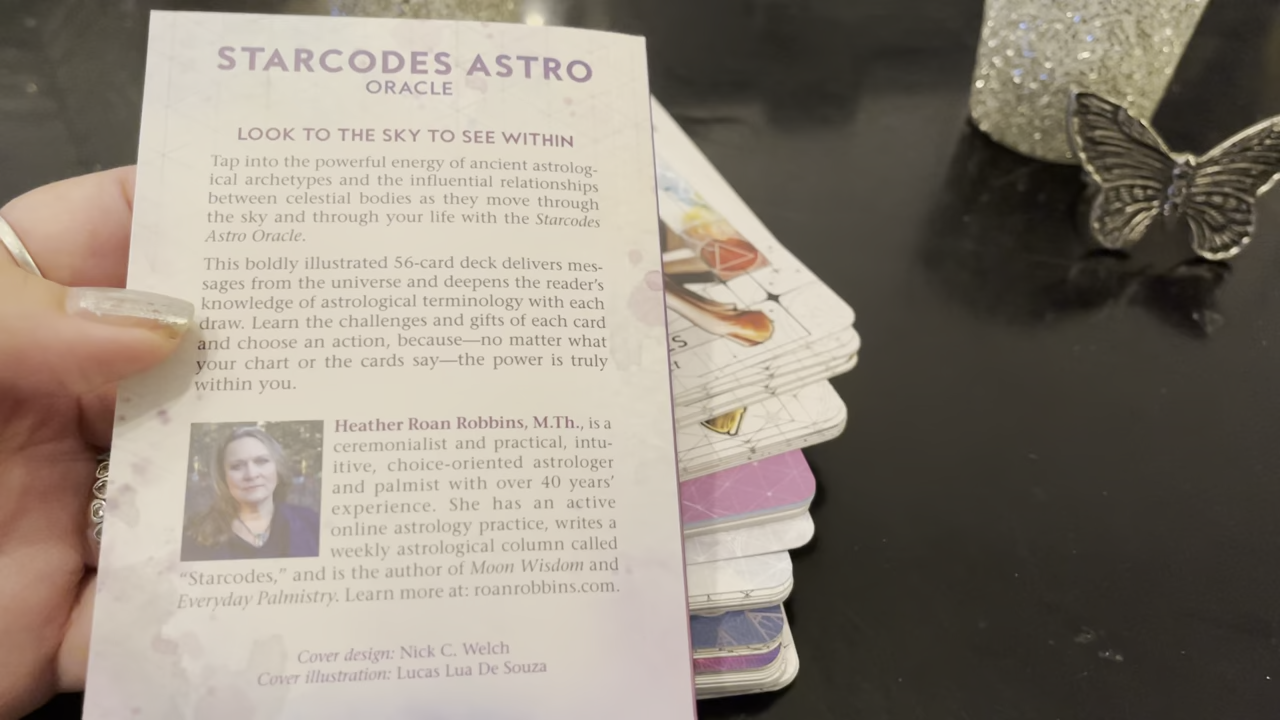 STARCODES ASTRO
ORACLE
LOOK TO THE SKY TO SEE WITHIN
Tap into the powerful energy of ancient astrolog-
ical archetypes and the influential relationships
between celestial bodies as they move through
the sky and through your life with the Starcodes
Astro Oracle.
This boldly illustrated 56-card deck delivers mes-
sages from the universe and deepens the reader's
knowledge of astrological terminology with each
draw. Learn the challenges and gifts of each card
and choose an action, because—no matter what
your chart or the cards say—the power is truly
within you.
Heather Roan Robbins, M.Th., is a
ceremonialist and practical, intu-
itive, choice-oriented astrologer
and palmist with over 40 years'
experience. She has an active
online astrology practice, writes a
weekly astrological column called
“Starcodes,” and is the author of Moon Wisdom and
Everyday Palmistry. Learn more at: roanrobbins.com.
Cover design: Nick C. Welch
Cover illustration: Lucas Lua De Souza